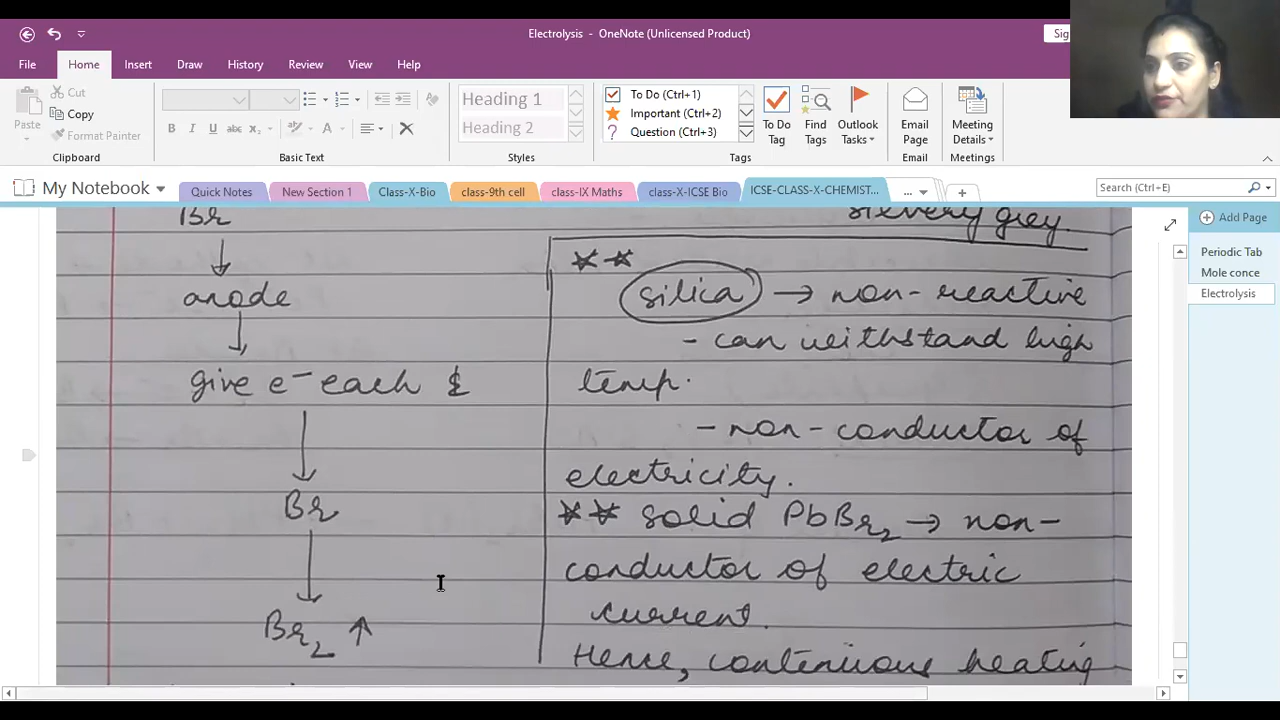 Electrolysis - OneNote (Unlicensed Product)
Sig
File Home Insert Draw History Review View Help
Paste
Cut
Copy
Format Painter
Clipboard
B I U abc x₂ A
Basic Text
Heading 1
Heading 2
Styles
To Do (Ctrl+1)
Important (Ctrl+2)
Question (Ctrl+3)
To Do Tag
Find Tags
Outlook Tasks
Tags
Email Page
Email
Meeting Details
Meetings
My Notebook
Quick Notes New Section 1 Class-X-Bio class-9th cell class-IX Maths class-X-ICSE Bio ICSE-CLASS-X-CHEMIST... ...
Search (Ctrl+E)
Add Page
Periodic Tab
Mole conce
Electrolysis
Br
↓
anode
↓
give e⁻ each &
↓
Br
↓
Br₂ ↑
silvery grey.
** 
silica → non-reactive
- can withstand high
temp.
- non-conductor of
electricity.
** solid PbBr₂ → non-
conductor of electric
current.
Hence, continuous heating